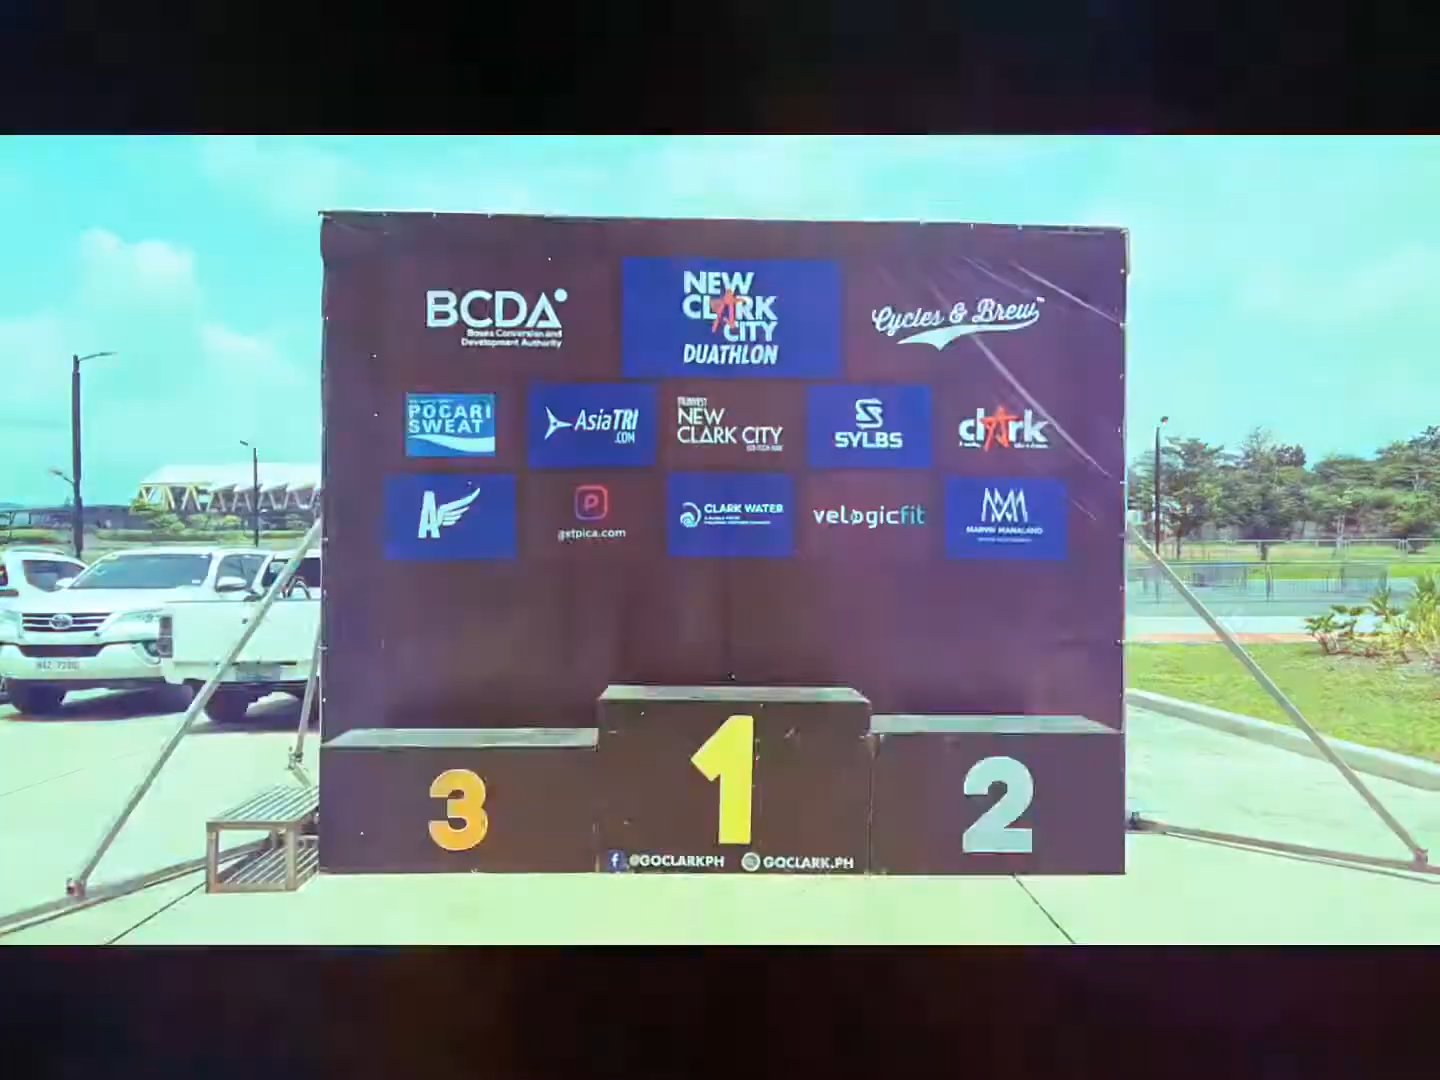 BCDA
Bases Conversion and
Development Authority
NEW
CLARK
CITY
DUATHLON
Cycles & Brew
POCARI
SWEAT
AsiaTRI
.COM
NEW
CLARK CITY
SYLBS
clark
A
P
getpica.com
CLARK WATER
velogicfit
MARVIN MANALANG
3
1
2
@GOCLARKPH
GOCLARK.PH